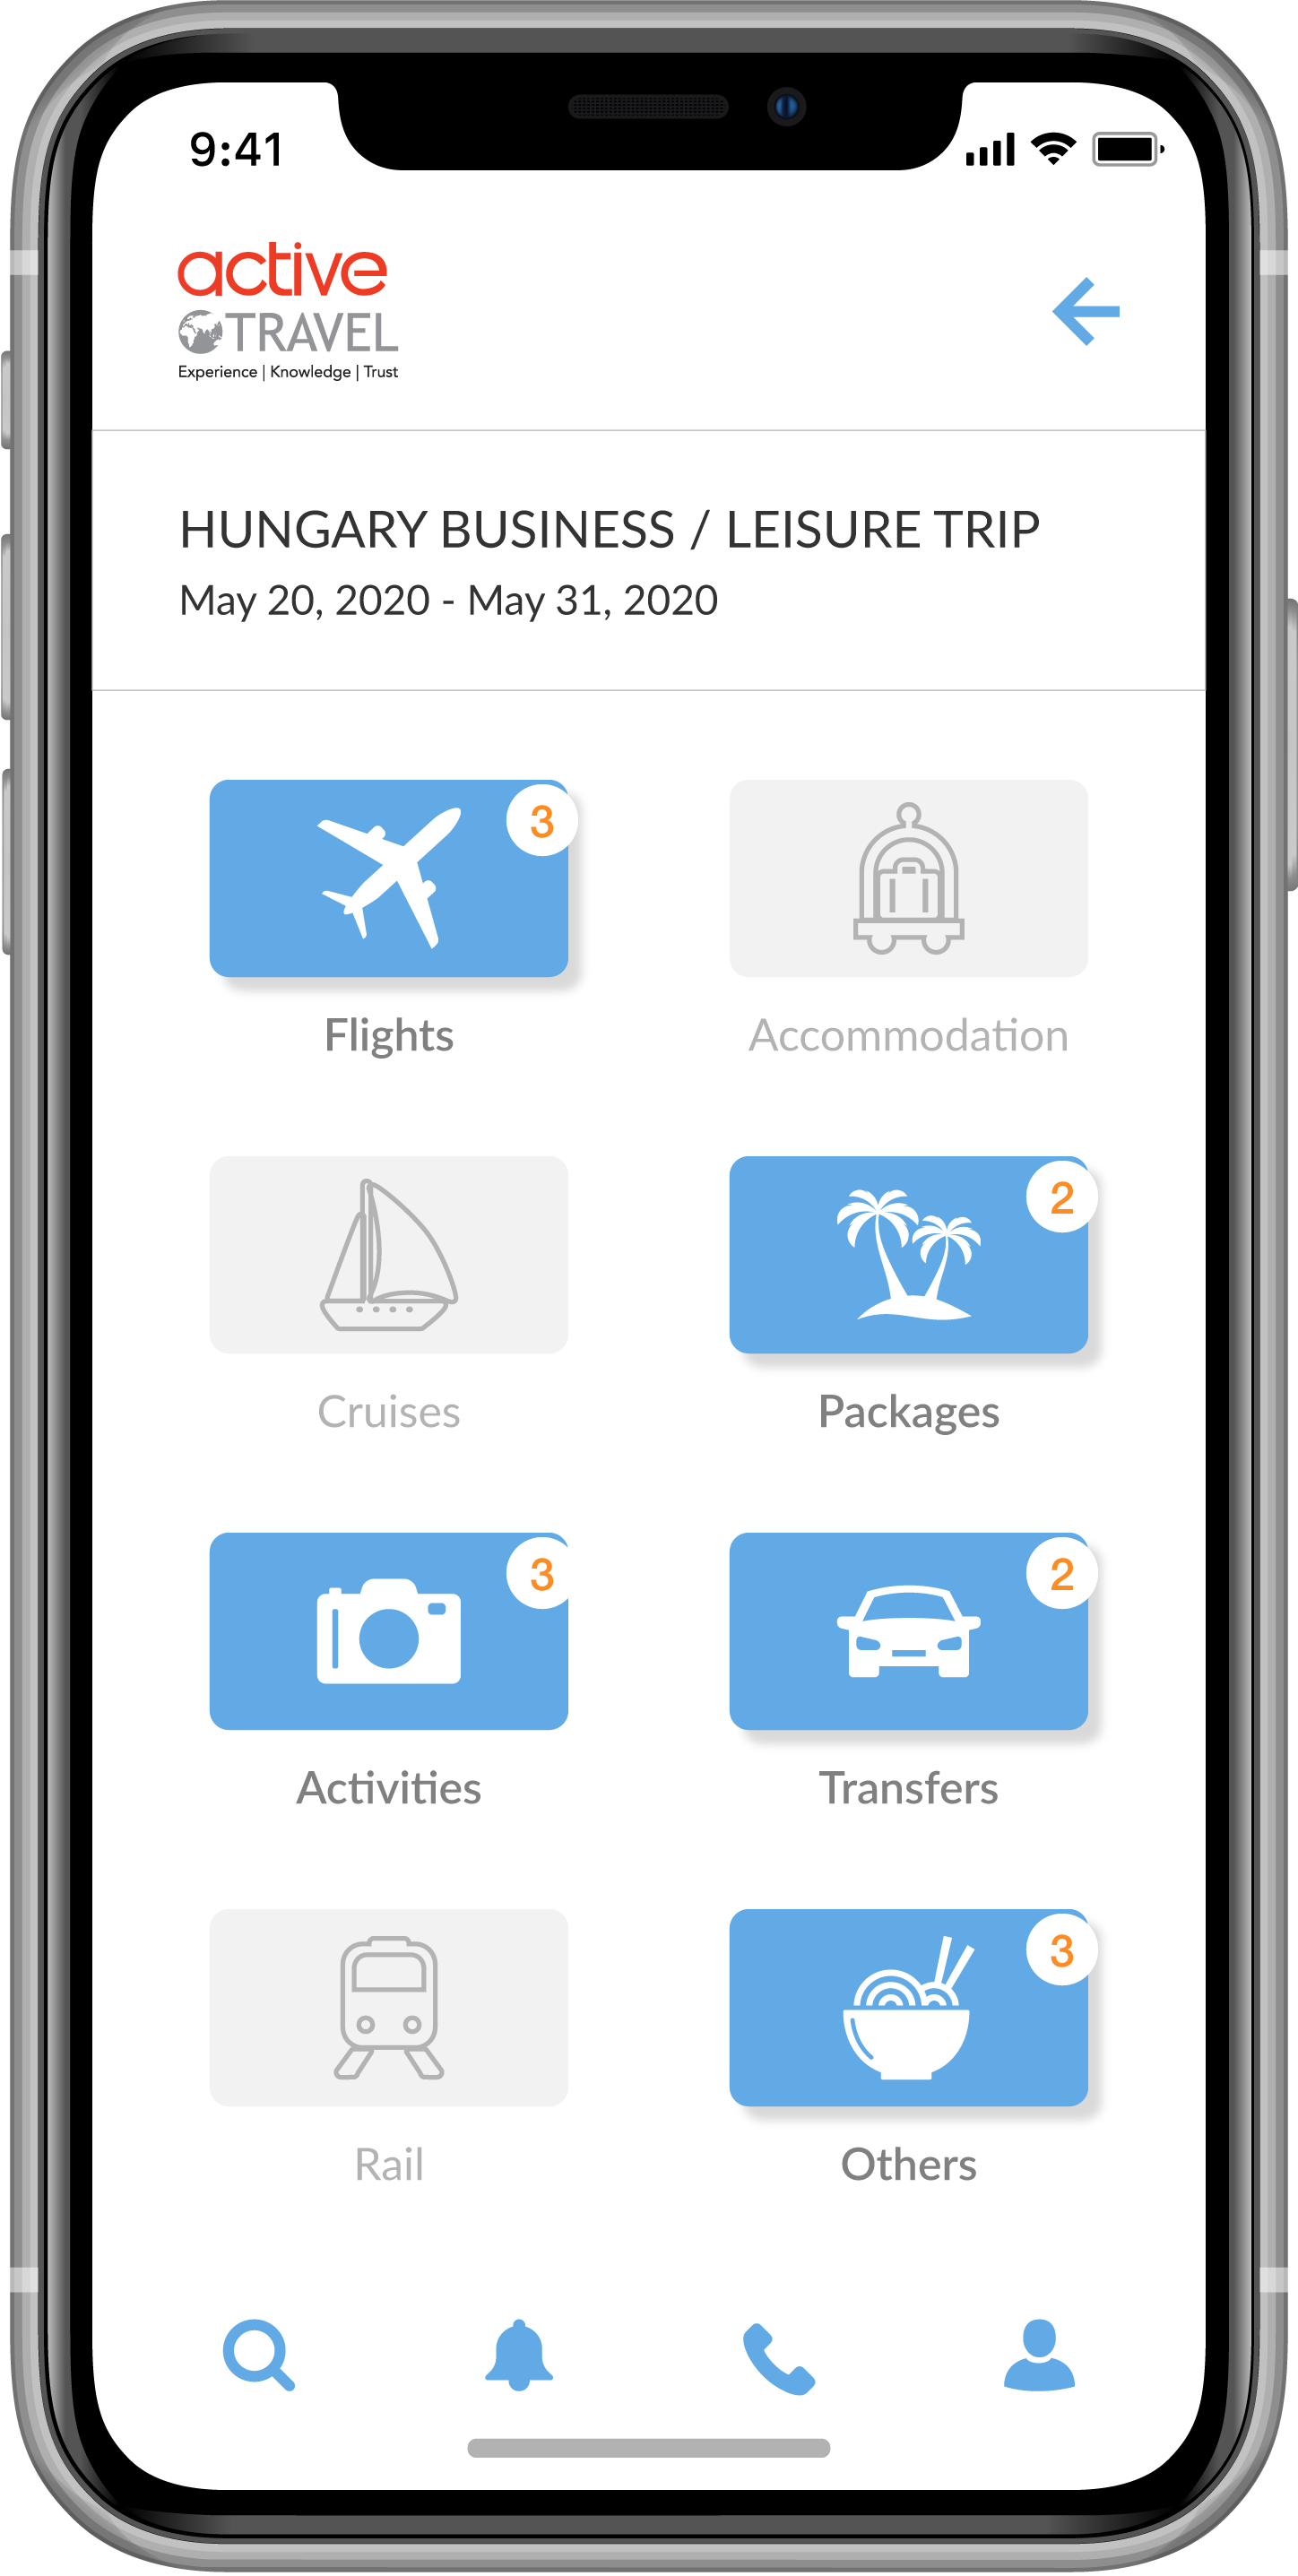 9:41
active
TRAVEL
Experience | Knowledge | Trust
HUNGARY BUSINESS / LEISURE TRIP
May 20, 2020 - May 31, 2020
3
Flights
Accommodation
Cruises
2
Packages
3
Activities
2
Transfers
Rail
3
Others